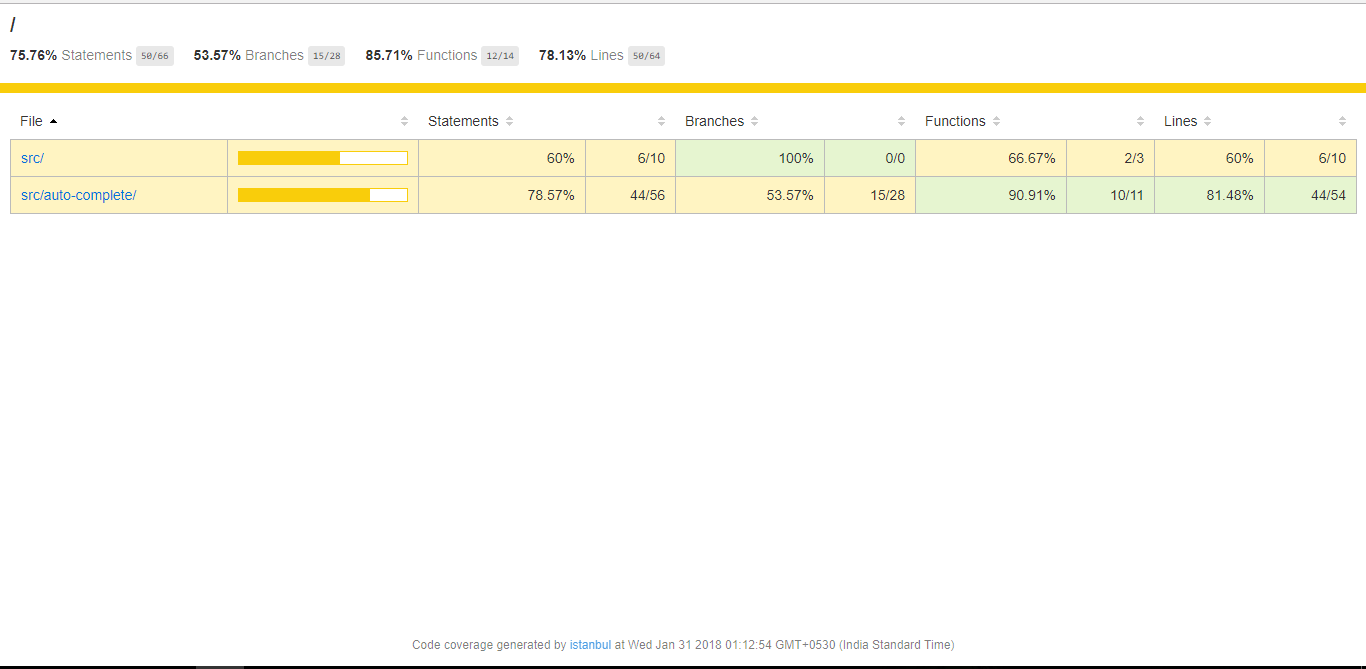 /
75.76% Statements 50/66 53.57% Branches 15/28 85.71% Functions 12/14 78.13% Lines 50/64
File Statements Branches Functions Lines
src/ 60% 6/10 100% 0/0 66.67% 2/3 60% 6/10
src/auto-complete/ 78.57% 44/56 53.57% 15/28 90.91% 10/11 81.48% 44/54
Code coverage generated by istanbul at Wed Jan 31 2018 01:12:54 GMT+0530 (India Standard Time)